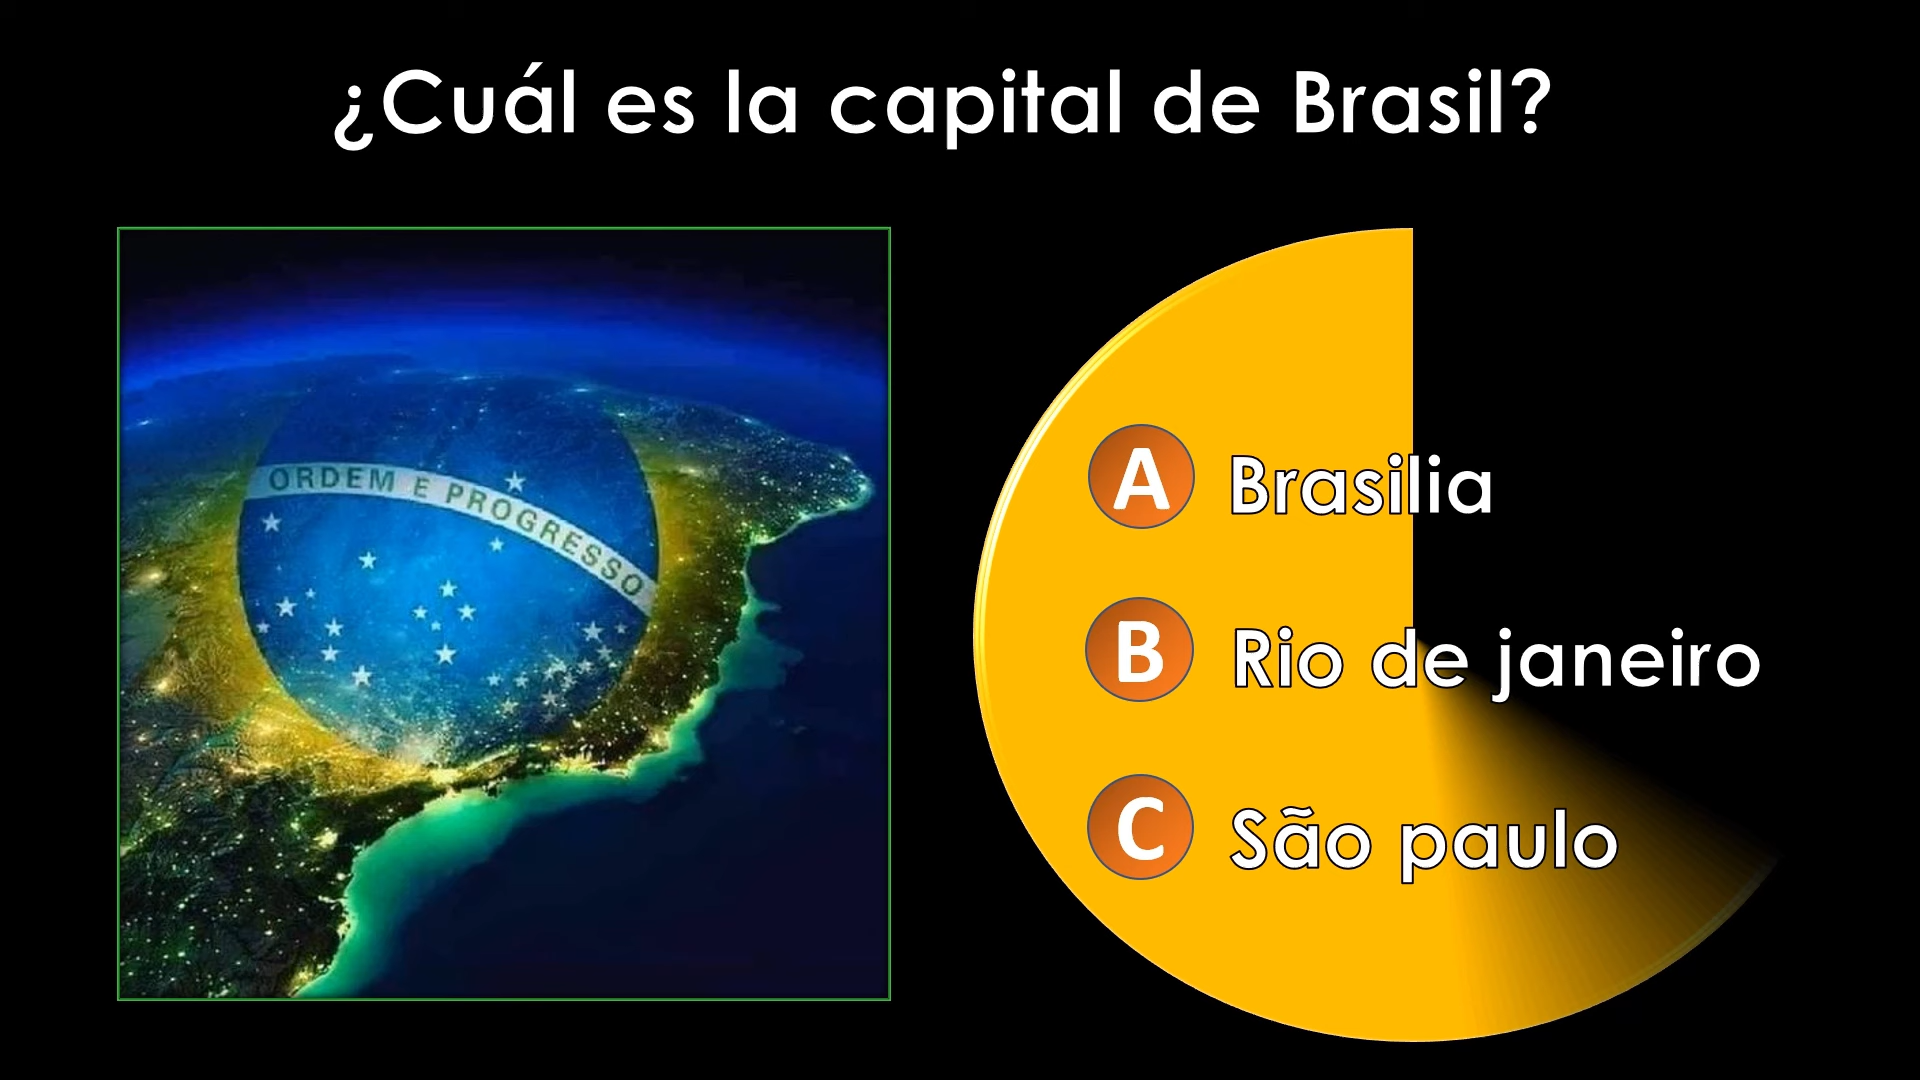 ¿Cuál es la capital de Brasil?
ORDEM E PROGRESSO
A Brasilia
B Rio de janeiro
C São paulo